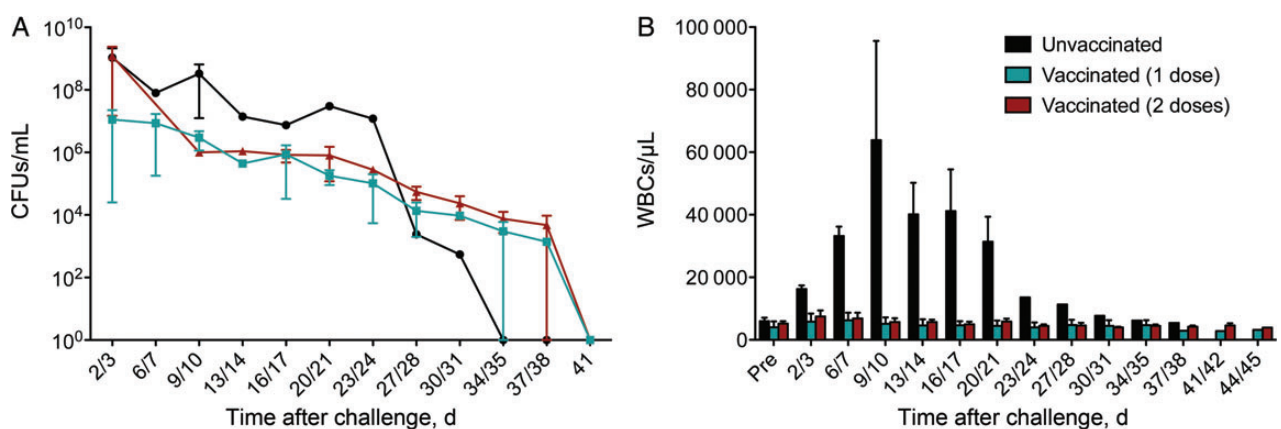 A
CFUs/mL
10^10
10^8
10^6
10^4
10^2
10^0
2/3 6/7 9/10 13/14 16/17 20/21 23/24 27/28 30/31 34/35 37/38 41
Time after challenge, d
B
WBCs/µL
100 000
80 000
60 000
40 000
20 000
0
Unvaccinated
Vaccinated (1 dose)
Vaccinated (2 doses)
Pre 2/3 6/7 9/10 13/14 16/17 20/21 23/24 27/28 30/31 34/35 37/38 41/42 44/45
Time after challenge, d